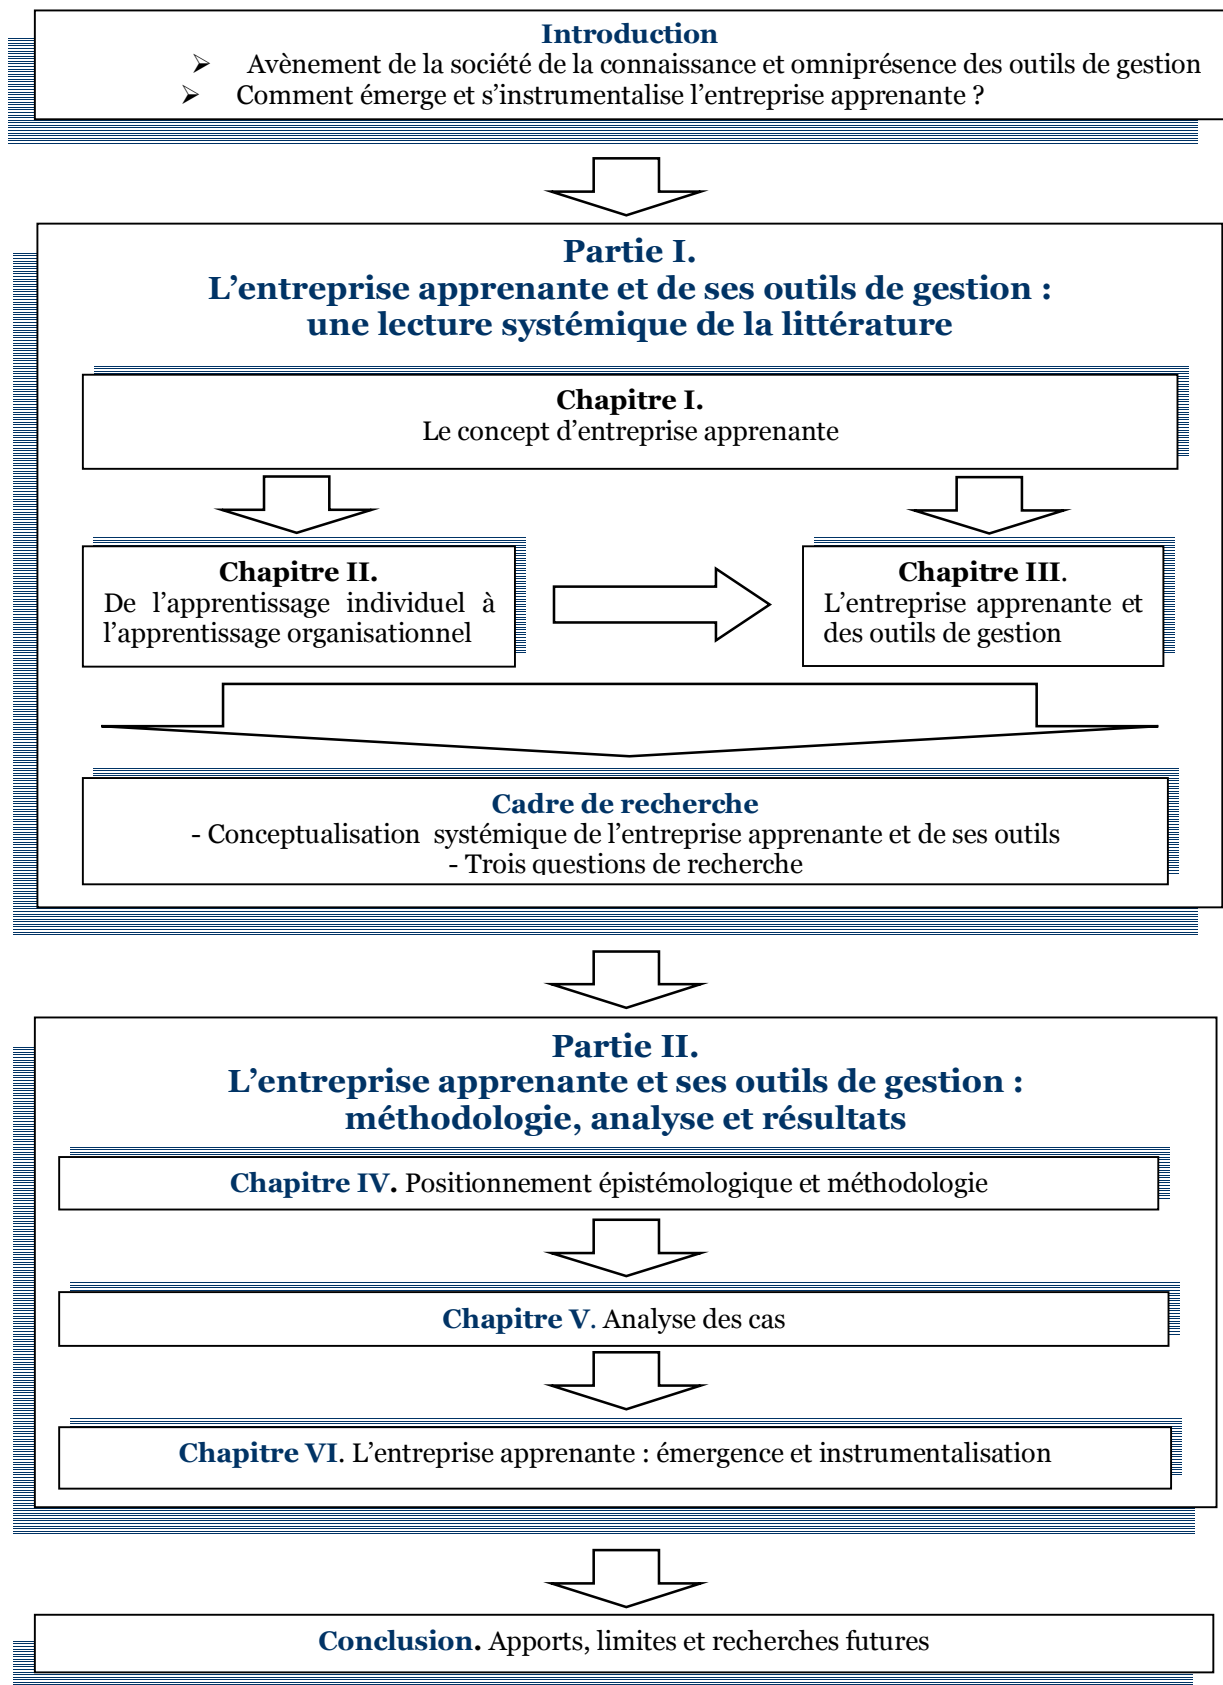 Introduction
➢ Avènement de la société de la connaissance et omniprésence des outils de gestion
➢ Comment émerge et s’instrumentalise l’entreprise apprenante ?
Partie I.
L’entreprise apprenante et de ses outils de gestion :
une lecture systémique de la littérature
Chapitre I.
Le concept d’entreprise apprenante
Chapitre II.
De l’apprentissage individuel à
l’apprentissage organisationnel
Chapitre III.
L’entreprise apprenante et
des outils de gestion
Cadre de recherche
- Conceptualisation systémique de l’entreprise apprenante et de ses outils
- Trois questions de recherche
Partie II.
L’entreprise apprenante et ses outils de gestion :
méthodologie, analyse et résultats
Chapitre IV. Positionnement épistémologique et méthodologie
Chapitre V. Analyse des cas
Chapitre VI. L’entreprise apprenante : émergence et instrumentalisation
Conclusion. Apports, limites et recherches futures